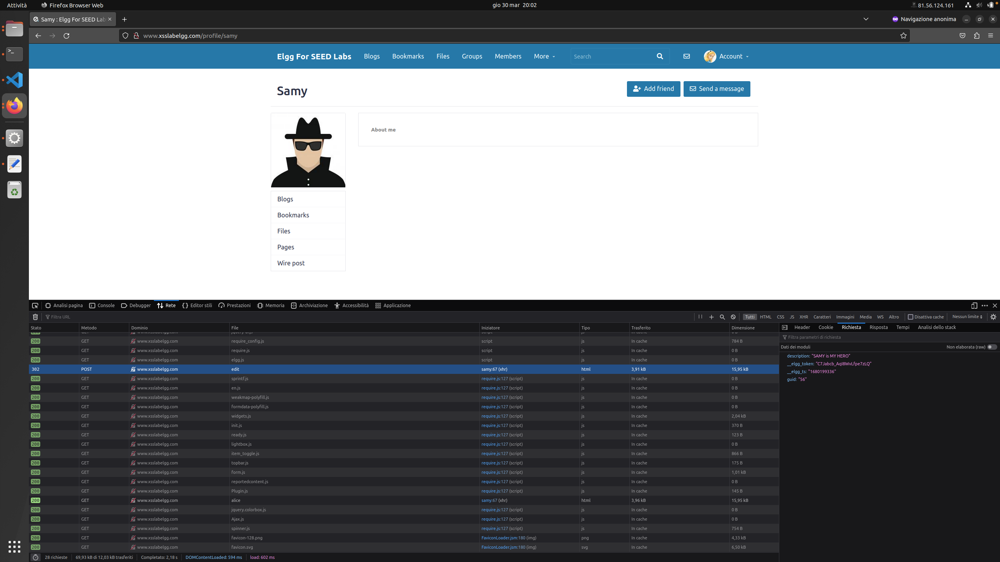 Attività Firefox Browser Web gio 30 mar 20:02 81.56.124.161
Samy : Elgg For SEED Lab Navigazione anonima
www.xsslabelgg.com/profile/samy
Elgg For SEED Labs Blogs Bookmarks Files Groups Members More Search Account
Samy Add friend Send a message
About me
Blogs
Bookmarks
Files
Pages
Wire post
Analisi pagina Console Debugger Rete Editor stili Prestazioni Memoria Archiviazione Accessibilità Applicazione
Filtra URL Tutti HTML CSS JS XHR Caratteri Immagini Media WS Altro Disattiva cache Nessun limite
Stato Metodo Dominio File Iniziatore Tipo Trasferito Dimensione
200 GET www.xsslabelgg.com jquery-ui.js script js In cache 0 B
200 GET www.xsslabelgg.com require_config.js script js In cache 784 B
200 GET www.xsslabelgg.com require.js script js In cache 0 B
200 GET www.xsslabelgg.com elgg.js script js In cache 0 B
302 POST www.xsslabelgg.com edit samy:67 (xhr) html 3,91 kB 15,95 kB
200 GET www.xsslabelgg.com sprintf.js require.js:127 (script) js In cache 0 B
200 GET www.xsslabelgg.com en.js require.js:127 (script) js In cache 0 B
200 GET www.xsslabelgg.com weakmap-polyfill.js require.js:127 (script) js In cache 0 B
200 GET www.xsslabelgg.com formdata-polyfill.js require.js:127 (script) js In cache 0 B
200 GET www.xsslabelgg.com widgets.js require.js:127 (script) js In cache 2,04 kB
200 GET www.xsslabelgg.com init.js require.js:127 (script) js In cache 370 B
200 GET www.xsslabelgg.com ready.js require.js:127 (script) js In cache 123 B
200 GET www.xsslabelgg.com lightbox.js require.js:127 (script) js In cache 0 B
200 GET www.xsslabelgg.com item_toggle.js require.js:127 (script) js In cache 866 B
200 GET www.xsslabelgg.com topbar.js require.js:127 (script) js In cache 175 B
200 GET www.xsslabelgg.com form.js require.js:127 (script) js In cache 1,01 kB
200 GET www.xsslabelgg.com reportedcontent.js require.js:127 (script) js In cache 0 B
200 GET www.xsslabelgg.com Plugin.js require.js:127 (script) js In cache 145 B
200 GET www.xsslabelgg.com alice samy:67 (xhr) html 3,96 kB 15,95 kB
200 GET www.xsslabelgg.com jquery.colorbox.js require.js:127 (script) js In cache 0 B
200 GET www.xsslabelgg.com Ajax.js require.js:127 (script) js In cache 0 B
200 GET www.xsslabelgg.com spinner.js require.js:127 (script) js In cache 754 B
200 GET www.xsslabelgg.com favicon-128.png FaviconLoader.jsm:180 (img) png In cache 4,33 kB
200 GET www.xsslabelgg.com favicon.svg FaviconLoader.jsm:180 (img) svg In cache 6,50 kB
28 richieste 69,93 kB di 12,03 kB trasferiti Completato: 2,18 s DOMContentLoaded: 594 ms load: 602 ms
Header Cookie Richiesta Risposta Tempi Analisi dello stack
Filtra parametri di richiesta
Dati dei moduli Non elaborata (raw)
description: "SAMY is MY HERO"
__elgg_token: "C7Jabcb_AqI8WvLfpe7zLQ"
__elgg_ts: "1680199336"
guid: "56"